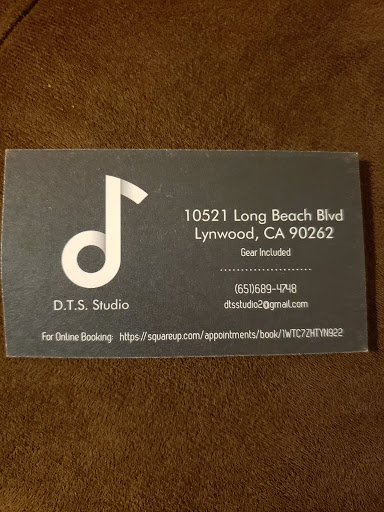 10521 Long Beach Blvd
Lynwood, CA 90262
Gear Included
(651)689-4748
dtsstudio2@gmail.com
D.T.S. Studio
For Online Booking: https://squareup.com/appointments/book/1WTC7ZHTYN922